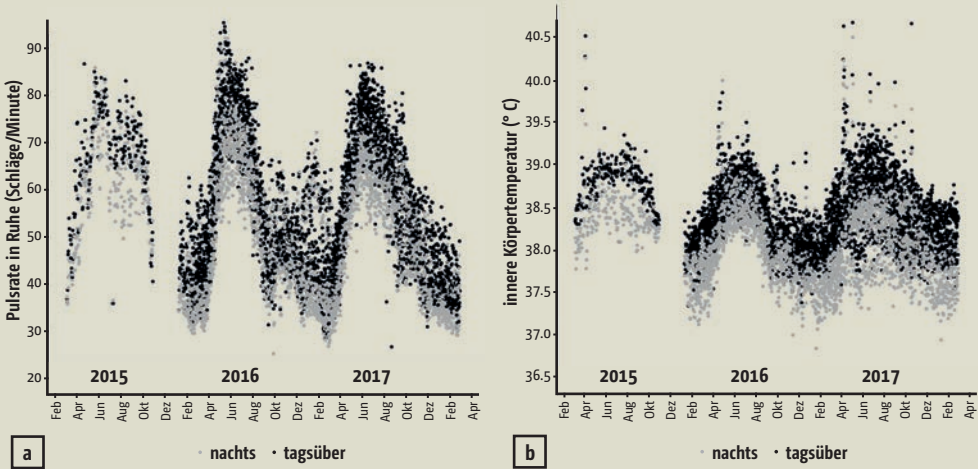 Pulsrate in Ruhe (Schläge/Minute)
90
80
70
60
50
40
30
20
2015
2016
2017
Feb
Apr
Jun
Aug
Okt
Dez
Feb
Apr
Jun
Aug
Okt
Dez
Feb
Apr
Jun
Aug
Okt
Dez
Feb
Apr
a
nachts
tagsüber
innere Körpertemperatur (° C)
40.5
40.0
39.5
39.0
38.5
38.0
37.5
37.0
36.5
2015
2016
2017
Feb
Apr
Jun
Aug
Okt
Dez
Feb
Apr
Jun
Aug
Okt
Dez
Feb
Apr
Jun
Aug
Okt
Dez
Feb
Apr
b
nachts
tagsüber